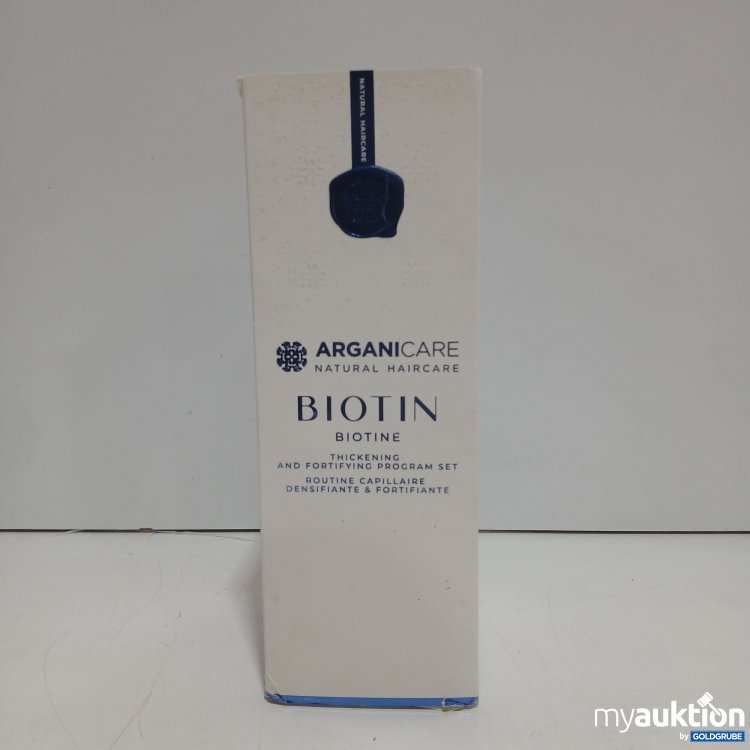 NATURAL HAIRCARE
ARGANICARE
NATURAL HAIRCARE
BIOTIN
BIOTINE
THICKENING
AND FORTIFYING PROGRAM SET
ROUTINE CAPILLAIRE
DENSIFIANTE & FORTIFIANTE
myauktion
by GOLDGRUBE